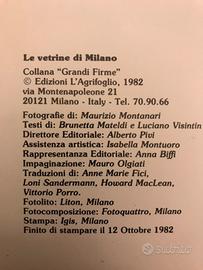 Le vetrine di Milano
Collana "Grandi Firme"
© Edizioni L'Agrifoglio, 1982
via Montenapoleone 21
20121 Milano - Italy - Tel. 70.90.66
Fotografie di: Maurizio Montanari
Testi di: Brunetta Mateldi e Luciano Visintin
Direttore Editoriale: Alberto Pivi
Assistenza artistica: Isabella Montuoro
Rappresentanza Editoriale: Anna Biffi
Impaginazione: Mauro Olgiati
Traduzioni di: Anne Marie Fici,
Loni Sandermann, Howard MacLean,
Vittorio Porro.
Fotolito: Liton, Milano
Fotocomposizione: Fotoquattro, Milano
Stampa: Igis, Milano
Finito di stampare il 12 Ottobre 1982
subito